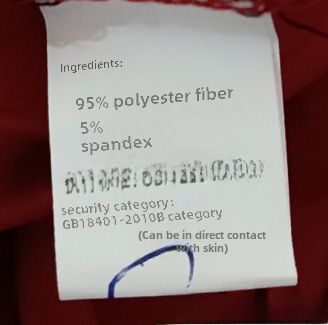 Ingredients:
95% polyester fiber
5%
spandex
security category:
GB18401-2010B category
(Can be in direct contact
with skin)